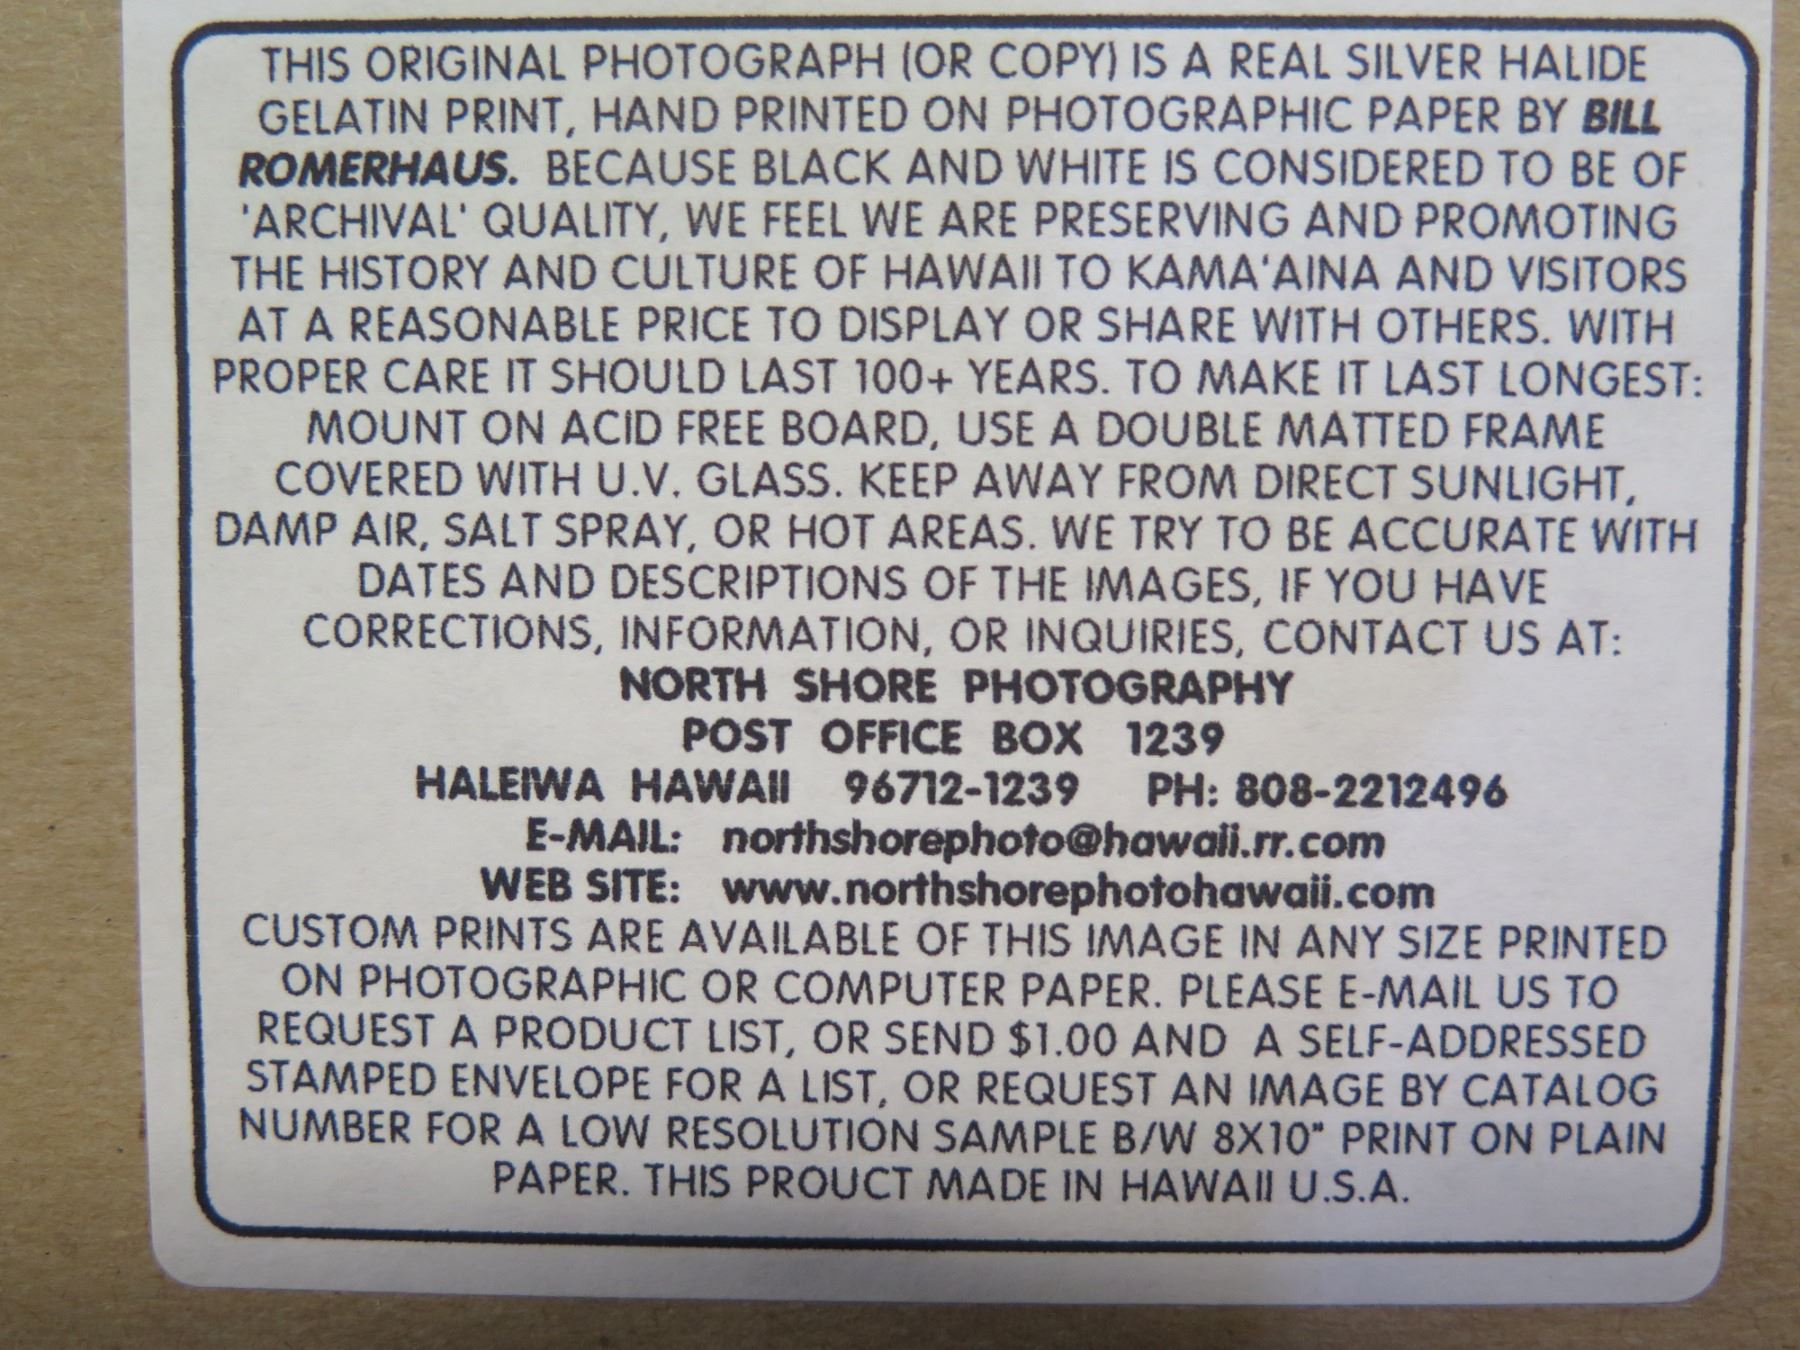 THIS ORIGINAL PHOTOGRAPH (OR COPY) IS A REAL SILVER HALIDE
GELATIN PRINT, HAND PRINTED ON PHOTOGRAPHIC PAPER BY BILL
ROMERHAUS. BECAUSE BLACK AND WHITE IS CONSIDERED TO BE OF
'ARCHIVAL' QUALITY, WE FEEL WE ARE PRESERVING AND PROMOTING
THE HISTORY AND CULTURE OF HAWAII TO KAMA'AINA AND VISITORS
AT A REASONABLE PRICE TO DISPLAY OR SHARE WITH OTHERS. WITH
PROPER CARE IT SHOULD LAST 100+ YEARS. TO MAKE IT LAST LONGEST:
MOUNT ON ACID FREE BOARD, USE A DOUBLE MATTED FRAME
COVERED WITH U.V. GLASS. KEEP AWAY FROM DIRECT SUNLIGHT,
DAMP AIR, SALT SPRAY, OR HOT AREAS. WE TRY TO BE ACCURATE WITH
DATES AND DESCRIPTIONS OF THE IMAGES, IF YOU HAVE
CORRECTIONS, INFORMATION, OR INQUIRIES, CONTACT US AT:
NORTH SHORE PHOTOGRAPHY
POST OFFICE BOX 1239
HALEIWA HAWAII 96712-1239 PH: 808-2212496
E-MAIL: northshorephoto@hawaii.rr.com
WEB SITE: www.northshorephotohawaii.com
CUSTOM PRINTS ARE AVAILABLE OF THIS IMAGE IN ANY SIZE PRINTED
ON PHOTOGRAPHIC OR COMPUTER PAPER. PLEASE E-MAIL US TO
REQUEST A PRODUCT LIST, OR SEND $1.00 AND A SELF-ADDRESSED
STAMPED ENVELOPE FOR A LIST, OR REQUEST AN IMAGE BY CATALOG
NUMBER FOR A LOW RESOLUTION SAMPLE B/W 8X10" PRINT ON PLAIN
PAPER. THIS PROUCT MADE IN HAWAII U.S.A.